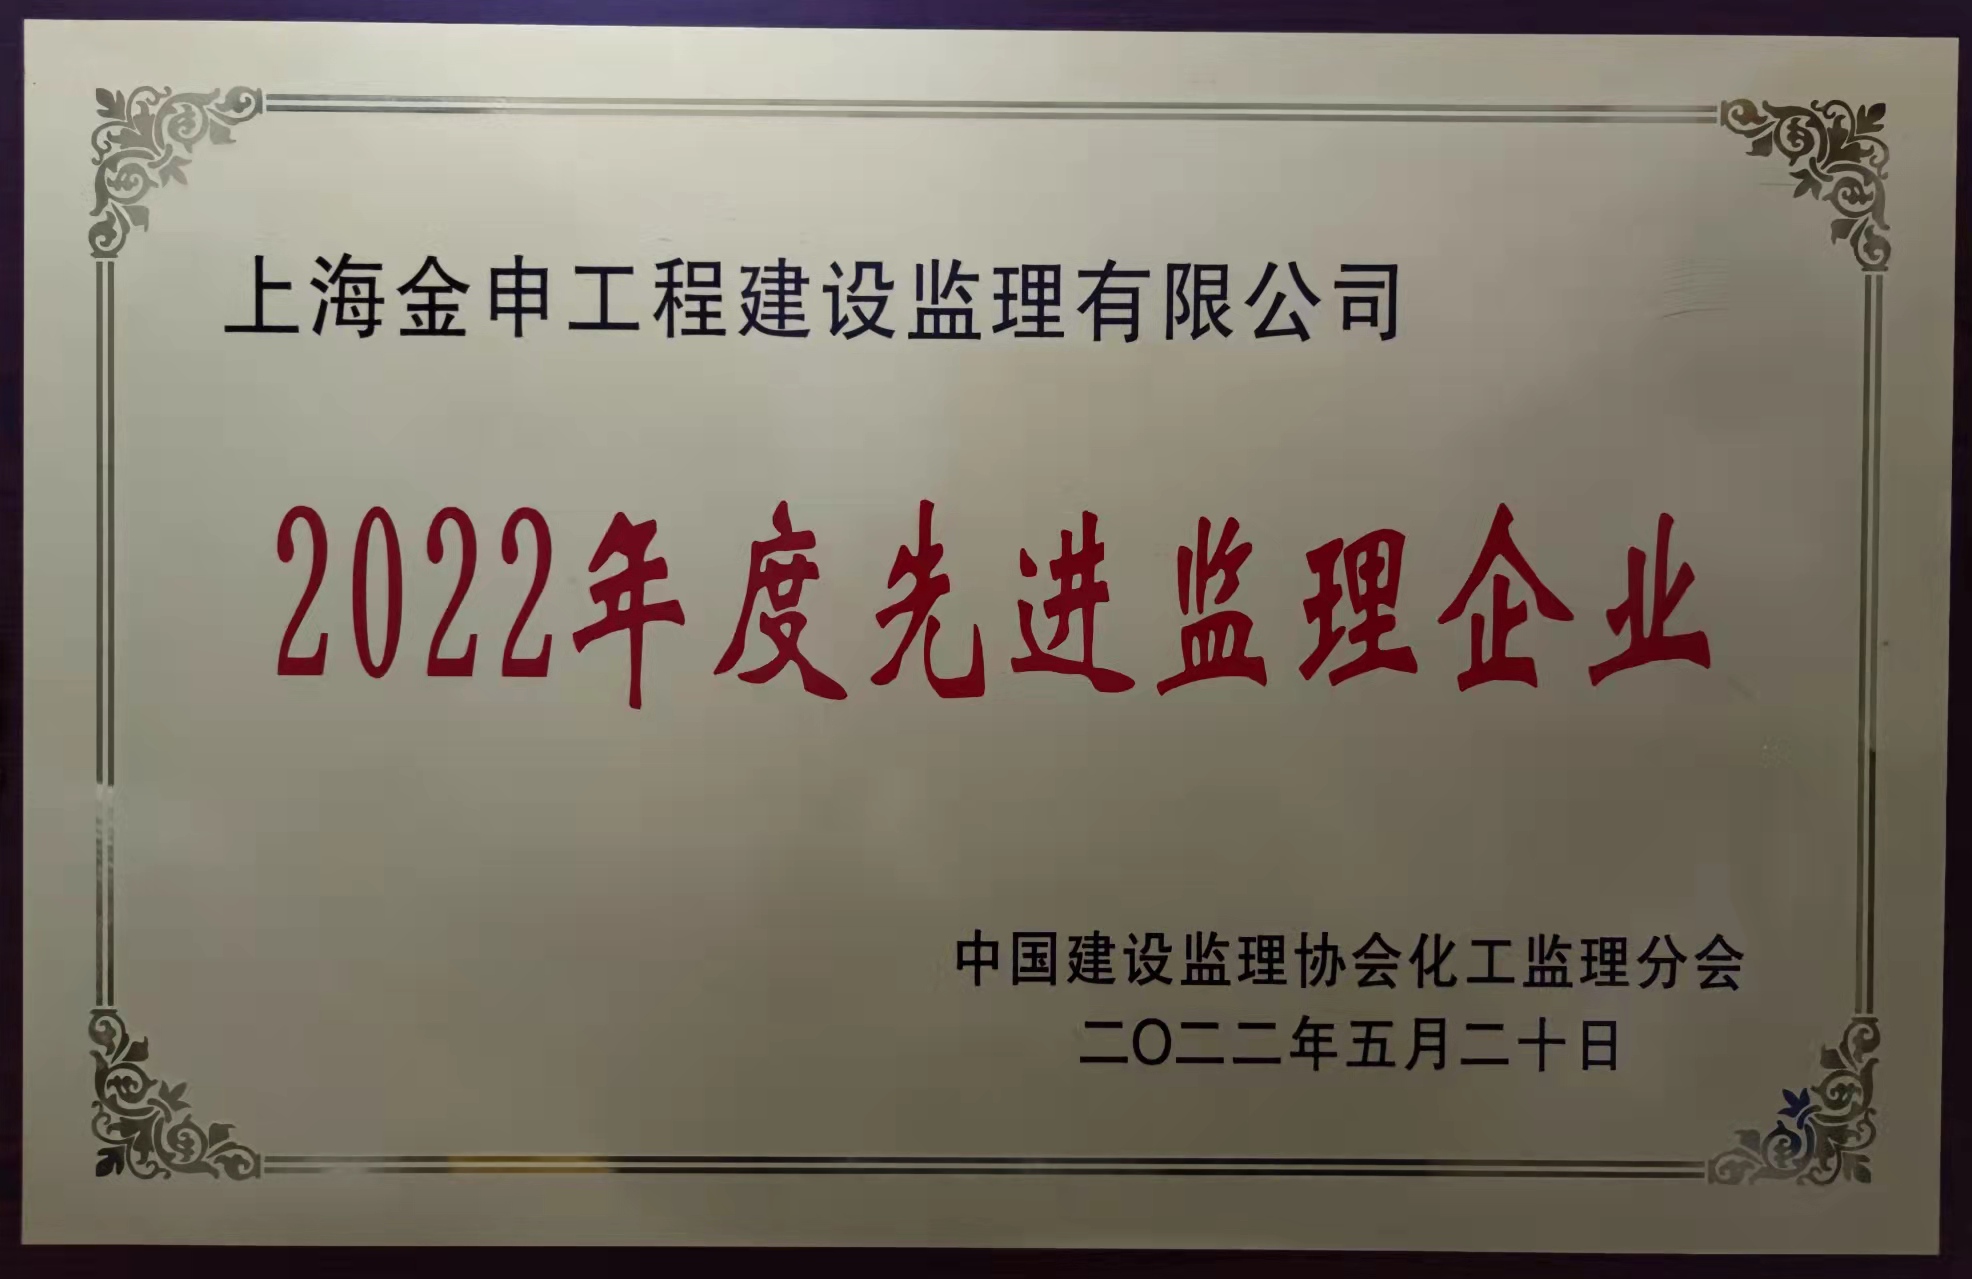 上海金申工程建设监理有限公司
2022年度先进监理企业
中国建设监理协会化工监理分会
二〇二二年五月二十日